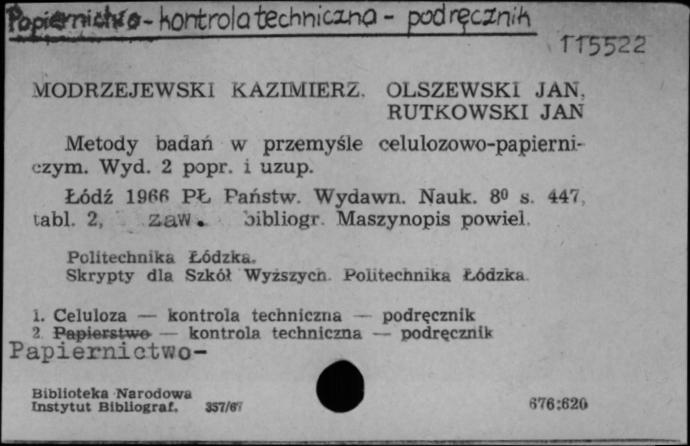 Papiernictwo - kontrola techniczna - podręcznik
T15522
MODRZEJEWSKI KAZIMIERZ. OLSZEWSKI JAN,
RUTKOWSKI JAN
Metody badań w przemyśle celulozowo-papierni-
czym. Wyd. 2 popr. i uzup.
Łódź 1966 PŁ Państw. Wydawn. Nauk. 8⁰ s. 447,
tabl. 2, zaw. bibliogr. Maszynopis powiel.
Politechnika Łódzka.
Skrypty dla Szkół Wyższych. Politechnika Łódzka.
1. Celuloza — kontrola techniczna — podręcznik
2. Papierstwo — kontrola techniczna — podręcznik
Papiernictwo-
Biblioteka Narodowa
Instytut Bibliograf. 357/67 676:620